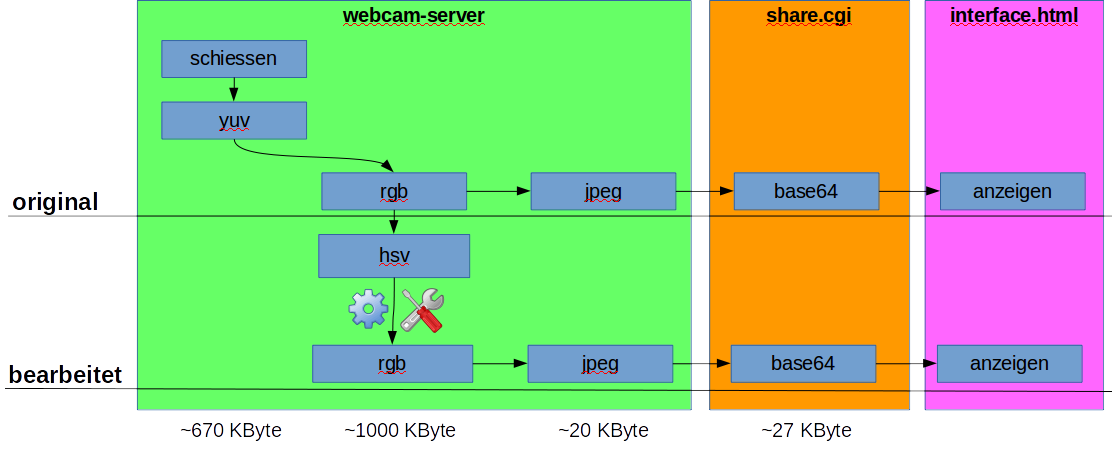 webcam-server
share.cgi
interface.html
schiessen
yuv
rgb
jpeg
base64
anzeigen
original
hsv
rgb
jpeg
base64
anzeigen
bearbeitet
~670 KByte
~1000 KByte
~20 KByte
~27 KByte